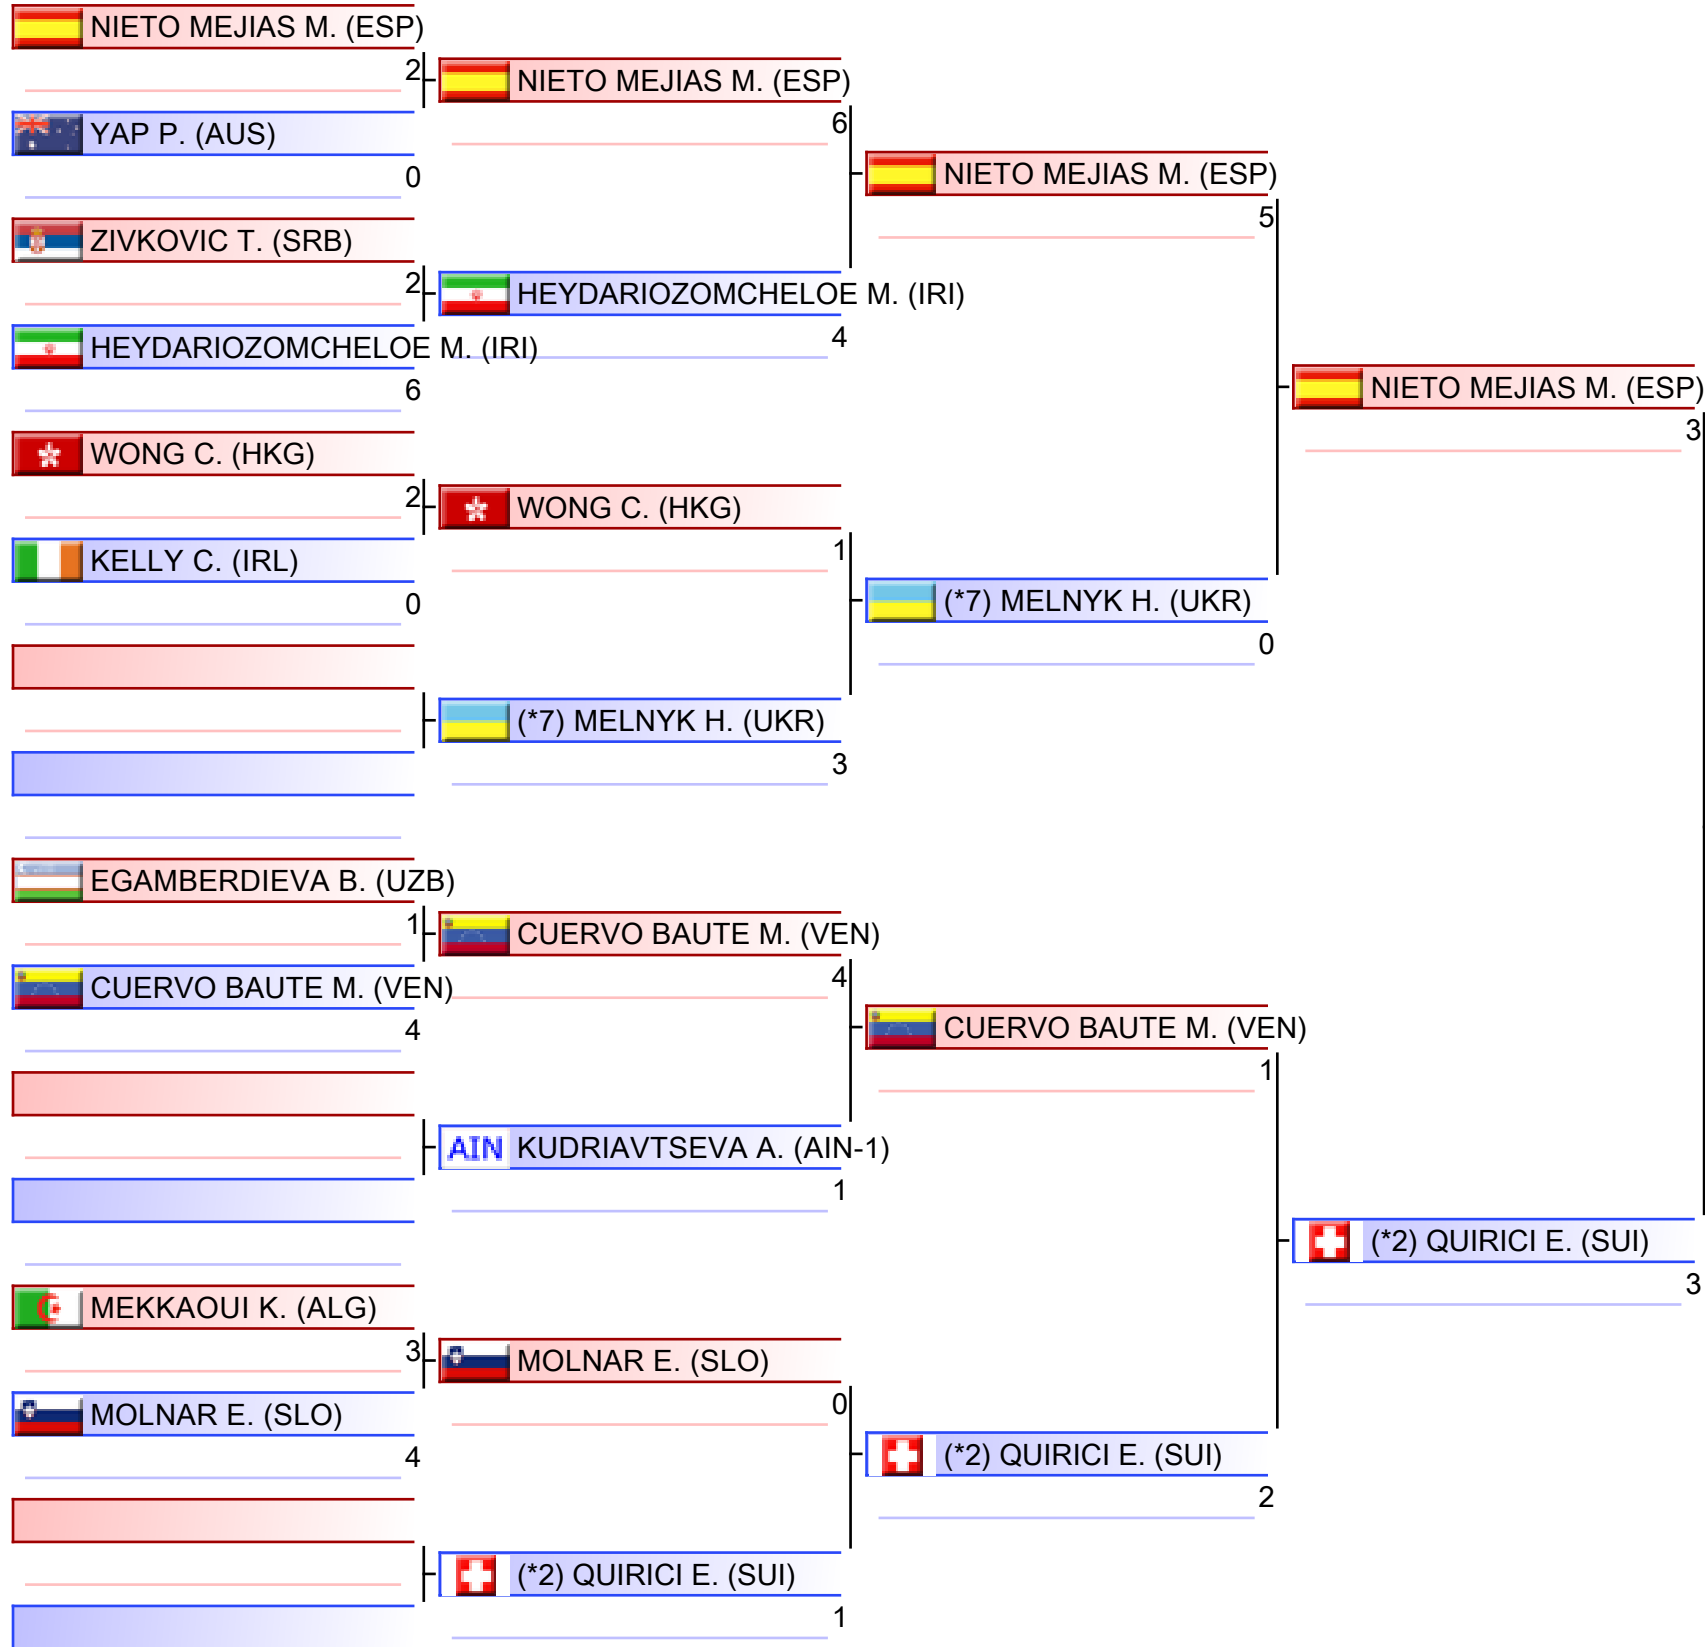 NIETO MEJIAS M. (ESP)
2
YAP P. (AUS)
0
ZIVKOVIC T. (SRB)
2
HEYDARIOZOMCHELOE M. (IRI)
6
WONG C. (HKG)
2
KELLY C. (IRL)
0
EGAMBERDIEVA B. (UZB)
1
CUERVO BAUTE M. (VEN)
4
MEKKAOUI K. (ALG)
3
MOLNAR E. (SLO)
4
NIETO MEJIAS M. (ESP)
6
HEYDARIOZOMCHELOE M. (IRI)
4
WONG C. (HKG)
1
(*7) MELNYK H. (UKR)
3
CUERVO BAUTE M. (VEN)
4
AIN KUDRIAVTSEVA A. (AIN-1)
1
MOLNAR E. (SLO)
0
(*2) QUIRICI E. (SUI)
1
NIETO MEJIAS M. (ESP)
5
(*7) MELNYK H. (UKR)
0
CUERVO BAUTE M. (VEN)
1
(*2) QUIRICI E. (SUI)
2
NIETO MEJIAS M. (ESP)
3
(*2) QUIRICI E. (SUI)
3